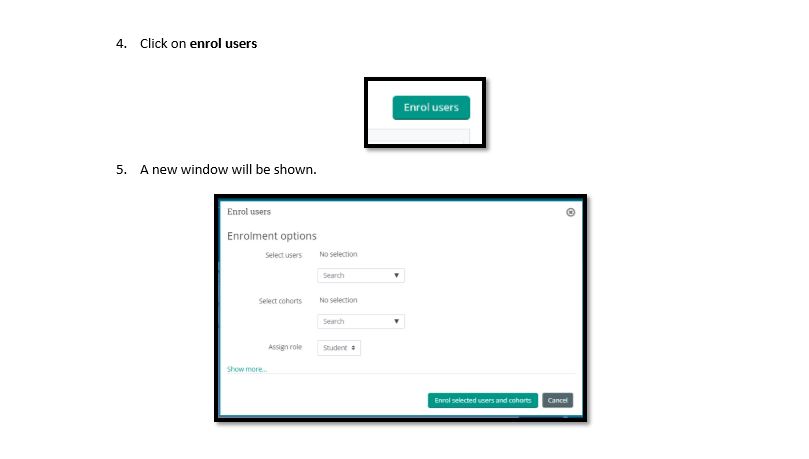 4. Click on enrol users
Enrol users
5. A new window will be shown.
Enrol users
Enrolment options
Select users No selection
Search
Select cohorts No selection
Search
Assign role Student
Show more...
Enrol selected users and cohorts Cancel